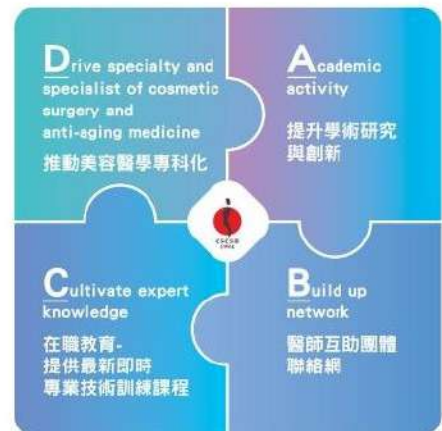 Drive specialty and
specialist of cosmetic
surgery and
anti-aging medicine
推動美容醫學專科化
Academic
activity
提升學術研究
與創新
Cultivate expert
knowledge
在職教育-
提供最新即時
專業技術訓練課程
Build up
network
醫師互助團體
聯絡網